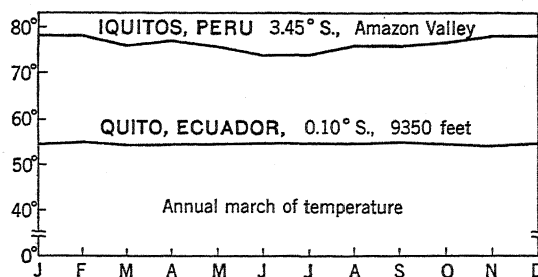 80°
IQUITOS, PERU 3.45° S., Amazon Valley
70°
60°
QUITO, ECUADOR, 0.10° S., 9350 feet
50°
Annual march of temperature
40°
0°
J F M A M J J A S O N D